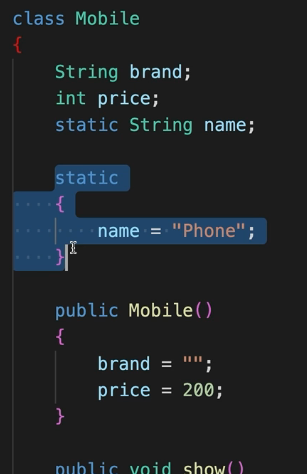 class Mobile
{
String brand;
int price;
static String name;
static
{
name = "Phone";
}
public Mobile()
{
brand = "";
price = 200;
}
public void show()